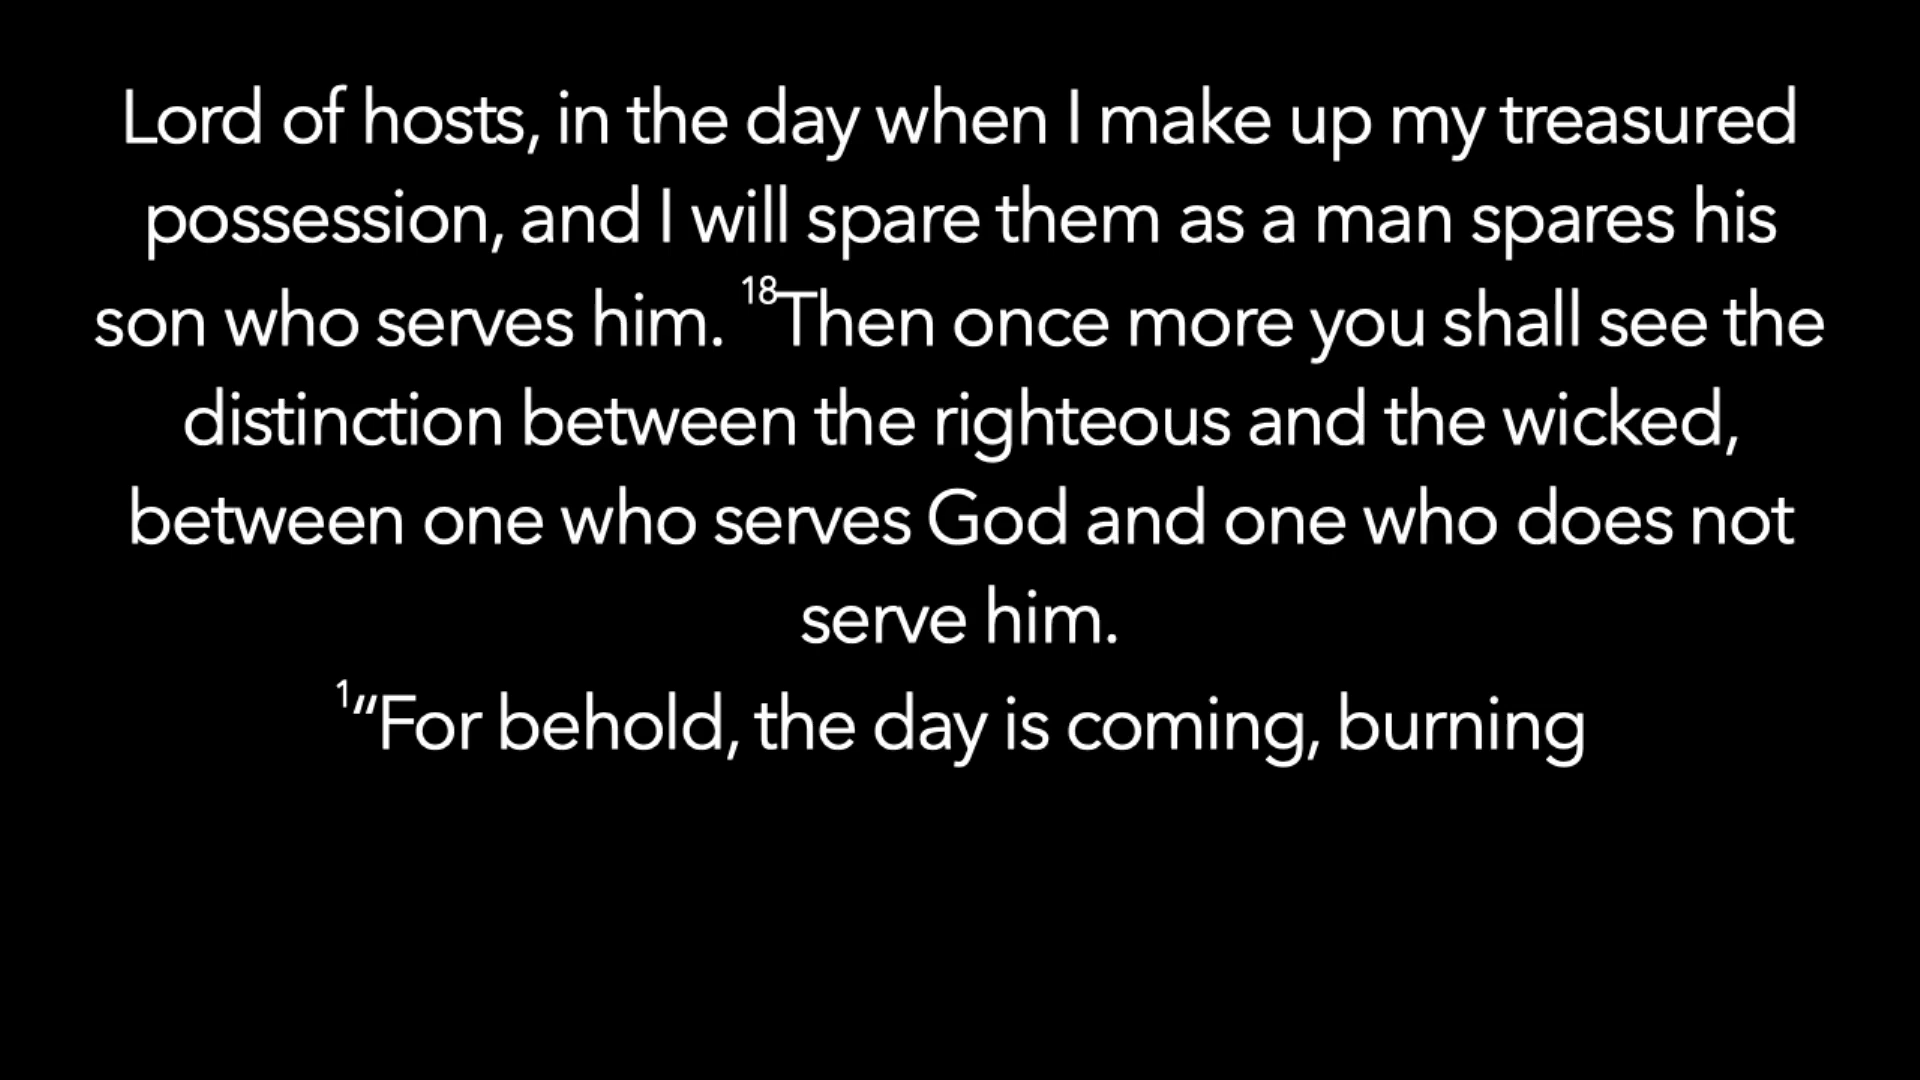 Lord of hosts, in the day when I make up my treasured
possession, and I will spare them as a man spares his
son who serves him. ¹⁸Then once more you shall see the
distinction between the righteous and the wicked,
between one who serves God and one who does not
serve him.
¹“For behold, the day is coming, burning